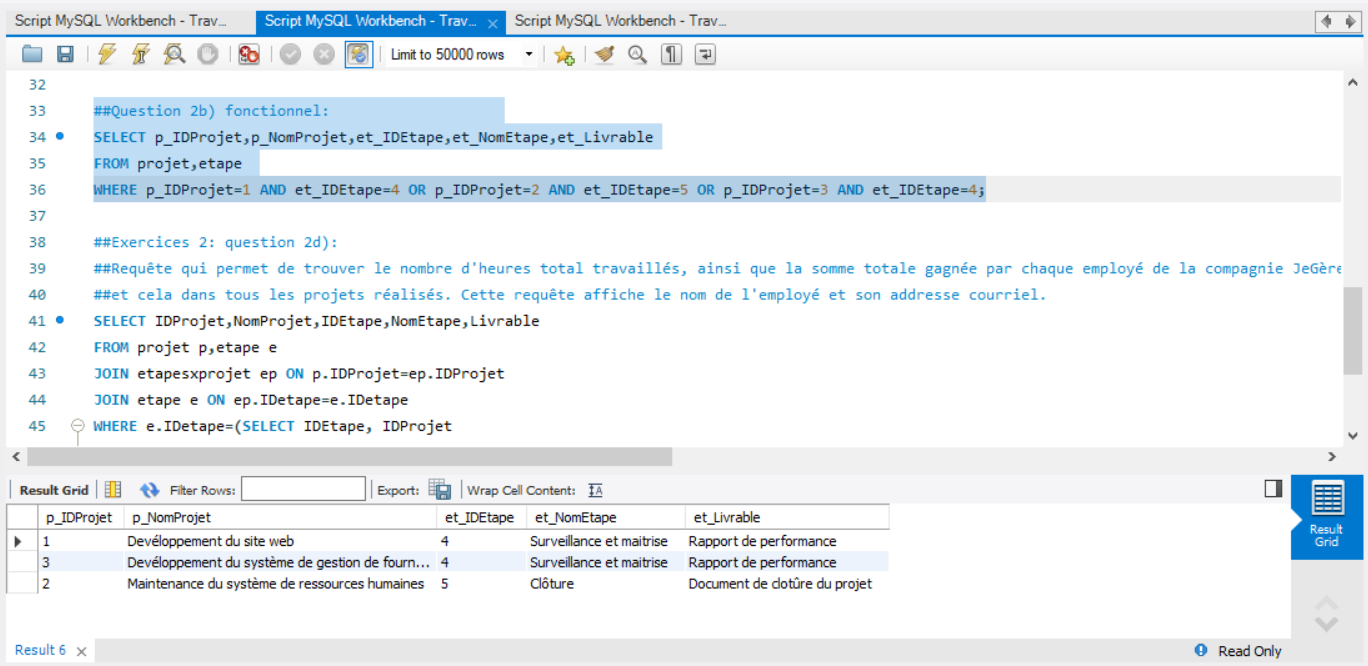 Script MySQL Workbench - Trav... Script MySQL Workbench - Trav... Script MySQL Workbench - Trav...
Limit to 50000 rows
32
33 ##Question 2b) fonctionnel:
34 SELECT p_IDProjet,p_NomProjet,et_IDEtape,et_NomEtape,et_Livrable
35 FROM projet,etape
36 WHERE p_IDProjet=1 AND et_IDEtape=4 OR p_IDProjet=2 AND et_IDEtape=5 OR p_IDProjet=3 AND et_IDEtape=4;
37
38 ##Exercices 2: question 2d):
39 ##Requête qui permet de trouver le nombre d'heures total travaillés, ainsi que la somme totale gagnée par chaque employé de la compagnie JeGère
40 ##et cela dans tous les projets réalisés. Cette requête affiche le nom de l'employé et son addresse courriel.
41 SELECT IDProjet,NomProjet,IDEtape,NomEtape,Livrable
42 FROM projet p,etape e
43 JOIN etapesxprojet ep ON p.IDProjet=ep.IDProjet
44 JOIN etape e ON ep.IDetape=e.IDetape
45 WHERE e.IDetape=(SELECT IDEtape, IDProjet
Result Grid Filter Rows: Export: Wrap Cell Content: IA
p_IDProjet p_NomProjet et_IDEtape et_NomEtape et_Livrable
1 Devéloppement du site web 4 Surveillance et maitrise Rapport de performance
3 Devéloppement du système de gestion de fourn... 4 Surveillance et maitrise Rapport de performance
2 Maintenance du système de ressources humaines 5 Clôture Document de clotûre du projet
Result
Grid
Result 6 Read Only